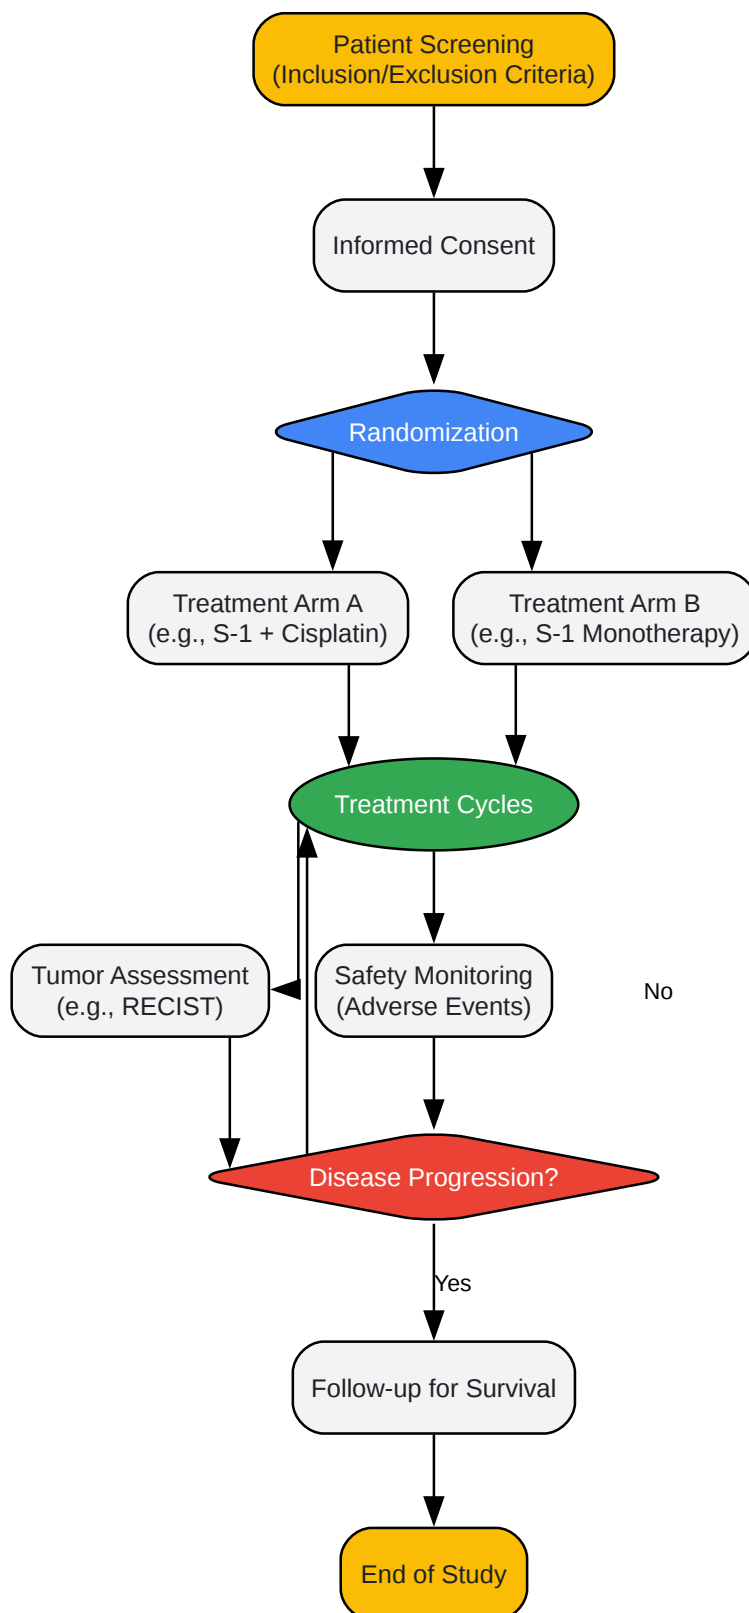 Patient Screening
(Inclusion/Exclusion Criteria)
Informed Consent
Randomization
Treatment Arm A
(e.g., S-1 + Cisplatin)
Treatment Arm B
(e.g., S-1 Monotherapy)
Treatment Cycles
Tumor Assessment
(e.g., RECIST)
Safety Monitoring
(Adverse Events)
No
Disease Progression?
Yes
Follow-up for Survival
End of Study